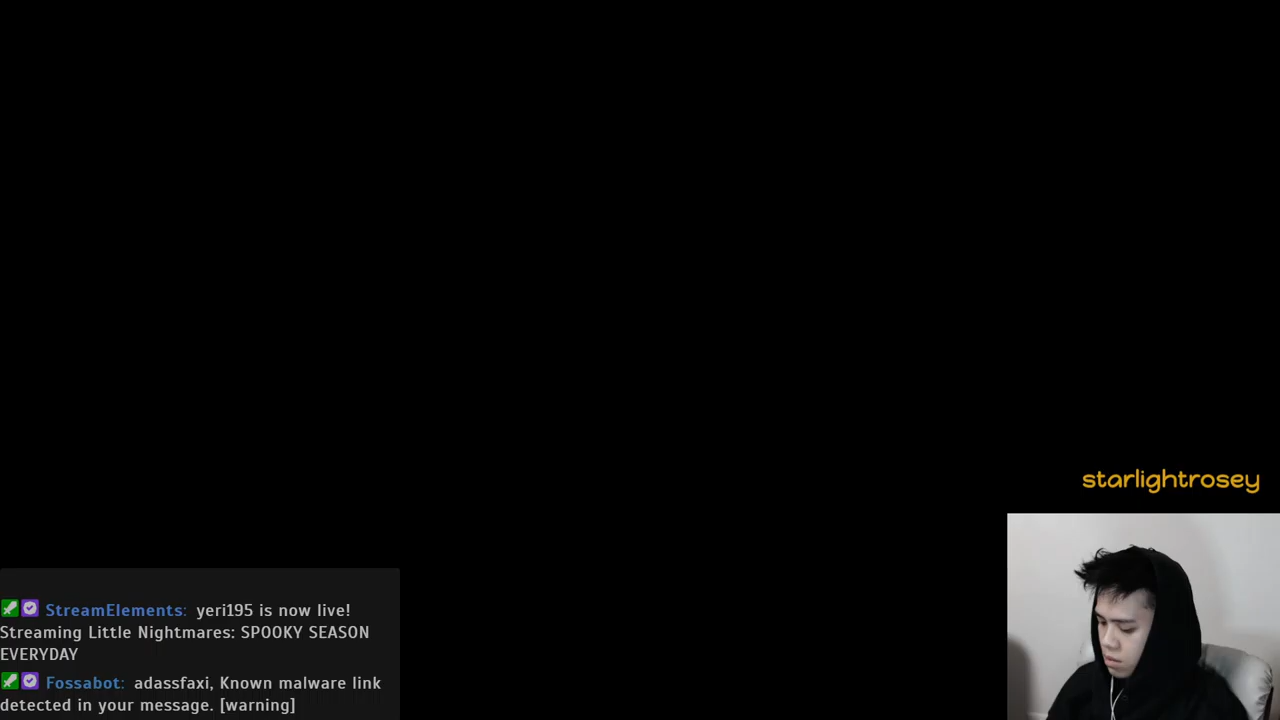 starlightrosey
StreamElements: yeri195 is now live!
Streaming Little Nightmares: SPOOKY SEASON
EVERYDAY
Fossabot: adassfaxi, Known malware link
detected in your message. [warning]